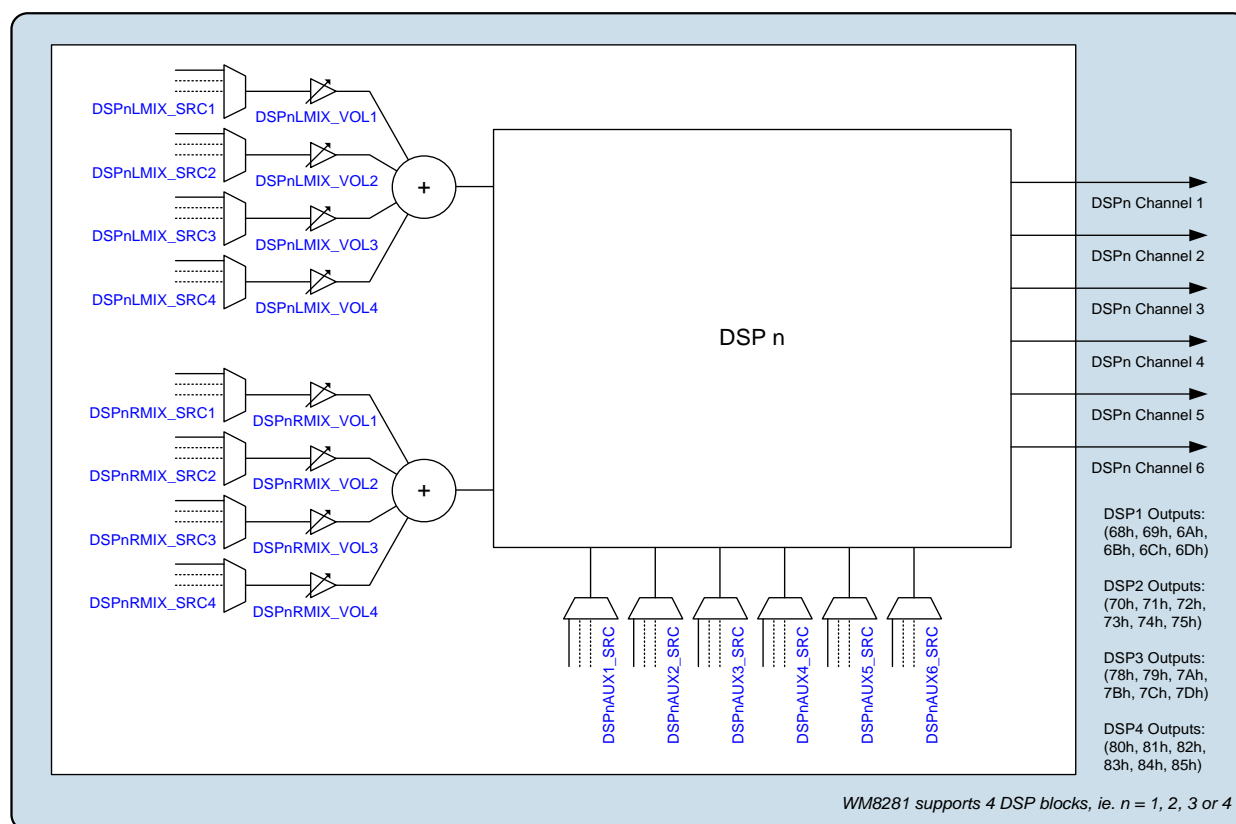 DSPnLMIX_SRC1
DSPnLMIX_VOL1
DSPnLMIX_SRC2
DSPnLMIX_VOL2
DSPnLMIX_SRC3
DSPnLMIX_VOL3
DSPnLMIX_SRC4
DSPnLMIX_VOL4
+
DSPnRMIX_SRC1
DSPnRMIX_VOL1
DSPnRMIX_SRC2
DSPnRMIX_VOL2
DSPnRMIX_SRC3
DSPnRMIX_VOL3
DSPnRMIX_SRC4
DSPnRMIX_VOL4
+
DSP n
DSPnAUX1_SRC
DSPnAUX2_SRC
DSPnAUX3_SRC
DSPnAUX4_SRC
DSPnAUX5_SRC
DSPnAUX6_SRC
DSPn Channel 1
DSPn Channel 2
DSPn Channel 3
DSPn Channel 4
DSPn Channel 5
DSPn Channel 6
DSP1 Outputs:
(68h, 69h, 6Ah,
6Bh, 6Ch, 6Dh)
DSP2 Outputs:
(70h, 71h, 72h,
73h, 74h, 75h)
DSP3 Outputs:
(78h, 79h, 7Ah,
7Bh, 7Ch, 7Dh)
DSP4 Outputs:
(80h, 81h, 82h,
83h, 84h, 85h)
WM8281 supports 4 DSP blocks, ie. n = 1, 2, 3 or 4